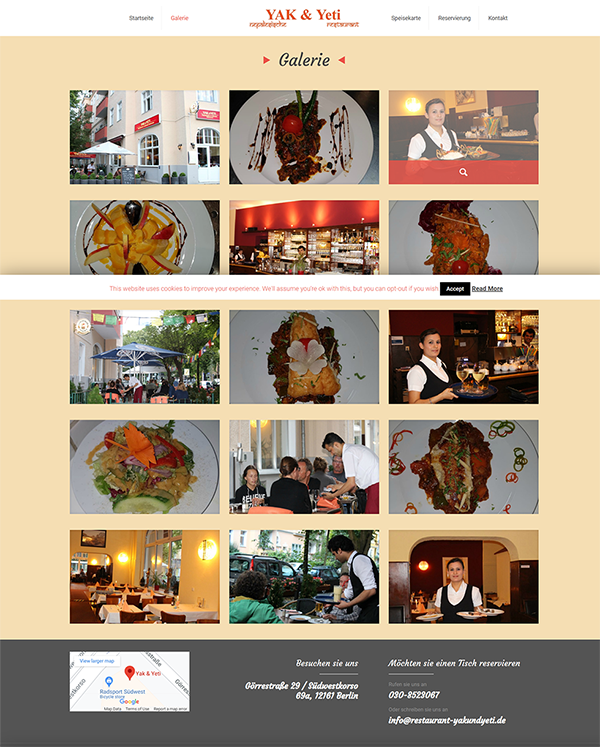 Startseite
Galerie
YAK & Yeti
nepalesische restaurant
Speisekarte
Reservierung
Kontakt
Galerie
This website uses cookies to improve your experience. We'll assume you're ok with this, but you can opt-out if you wish.
Accept
Read More
View larger map
Yak & Yeti
Radsport Südwest
Bicycle store
Google
Map Data
Terms of Use
Report a map error
Besuchen sie uns
Görrestraße 29 / Südwestkorso
69a, 12161 Berlin
Möchten sie einen Tisch reservieren
Rufen sie uns an
030-8523067
Oder schreiben sie uns an
info@restaurant-yakundyeti.de